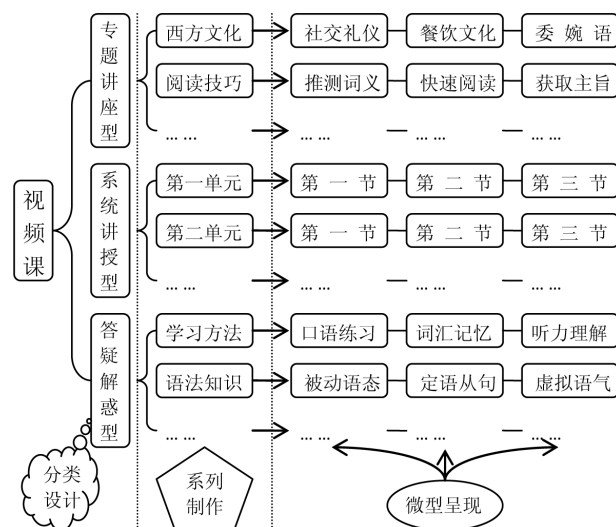 视频课
专题讲座型
西方文化
社交礼仪
餐饮文化
委婉语
阅读技巧
推测词义
快速阅读
获取主旨
... ...
... ...
... ...
... ...
系统讲授型
第一单元
第一节
第二节
第三节
第二单元
第一节
第二节
第三节
... ...
... ...
... ...
... ...
答疑解惑型
学习方法
口语练习
词汇记忆
听力理解
语法知识
被动语态
定语从句
虚拟语气
... ...
... ...
... ...
... ...
分类
设计
系列
制作
微型呈现